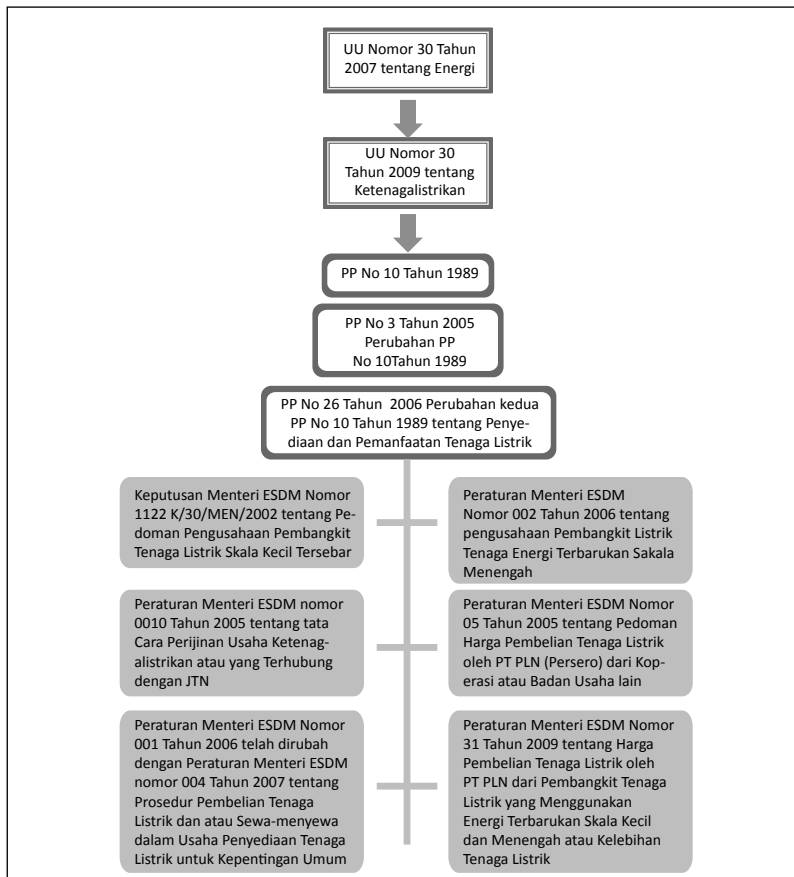 UU Nomor 30 Tahun
2007 tentang Energi
UU Nomor 30
Tahun 2009 tentang
Ketenagalistrikan
PP No 10 Tahun 1989
PP No 3 Tahun 2005
Perubahan PP
No 10Tahun 1989
PP No 26 Tahun 2006 Perubahan kedua
PP No 10 Tahun 1989 tentang Penye-
diaan dan Pemanfaatan Tenaga Listrik
Keputusan Menteri ESDM Nomor
1122 K/30/MEN/2002 tentang Pe-
doman Pengusahaan Pembangkit
Tenaga Listrik Skala Kecil Tersebar
Peraturan Menteri ESDM
Nomor 002 Tahun 2006 tentang
pengusahaan Pembangkit Listrik
Tenaga Energi Terbarukan Sakala
Menengah
Peraturan Menteri ESDM nomor
0010 Tahun 2005 tentang tata
Cara Perijinan Usaha Ketenag-
alistrikan atau yang Terhubung
dengan JTN
Peraturan Menteri ESDM Nomor
05 Tahun 2005 tentang Pedoman
Harga Pembelian Tenaga Listrik
oleh PT PLN (Persero) dari Kop-
erasi atau Badan Usaha lain
Peraturan Menteri ESDM Nomor
001 Tahun 2006 telah dirubah
dengan Peraturan Menteri ESDM
nomor 004 Tahun 2007 tentang
Prosedur Pembelian Tenaga
Listrik dan atau Sewa-menyewa
dalam Usaha Penyediaan Tenaga
Listrik untuk Kepentingan Umum
Peraturan Menteri ESDM Nomor
31 Tahun 2009 tentang Harga
Pembelian Tenaga Listrik oleh
PT PLN dari Pembangkit Tenaga
Listrik yang Menggunakan
Energi Terbarukan Skala Kecil
dan Menengah atau Kelebihan
Tenaga Listrik